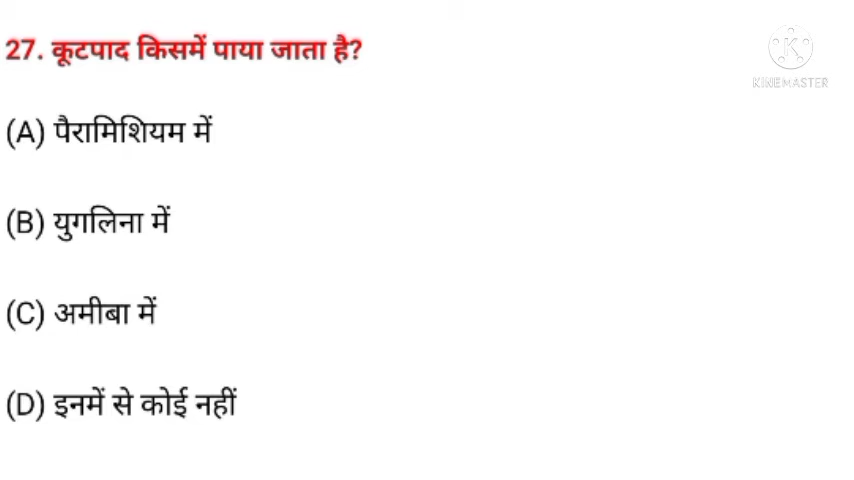 27. कूटपाद किसमें पाया जाता है?
KINEMASTER
(A) पैरामिशियम में
(B) युगलिना में
(C) अमीबा में
(D) इनमें से कोई नहीं